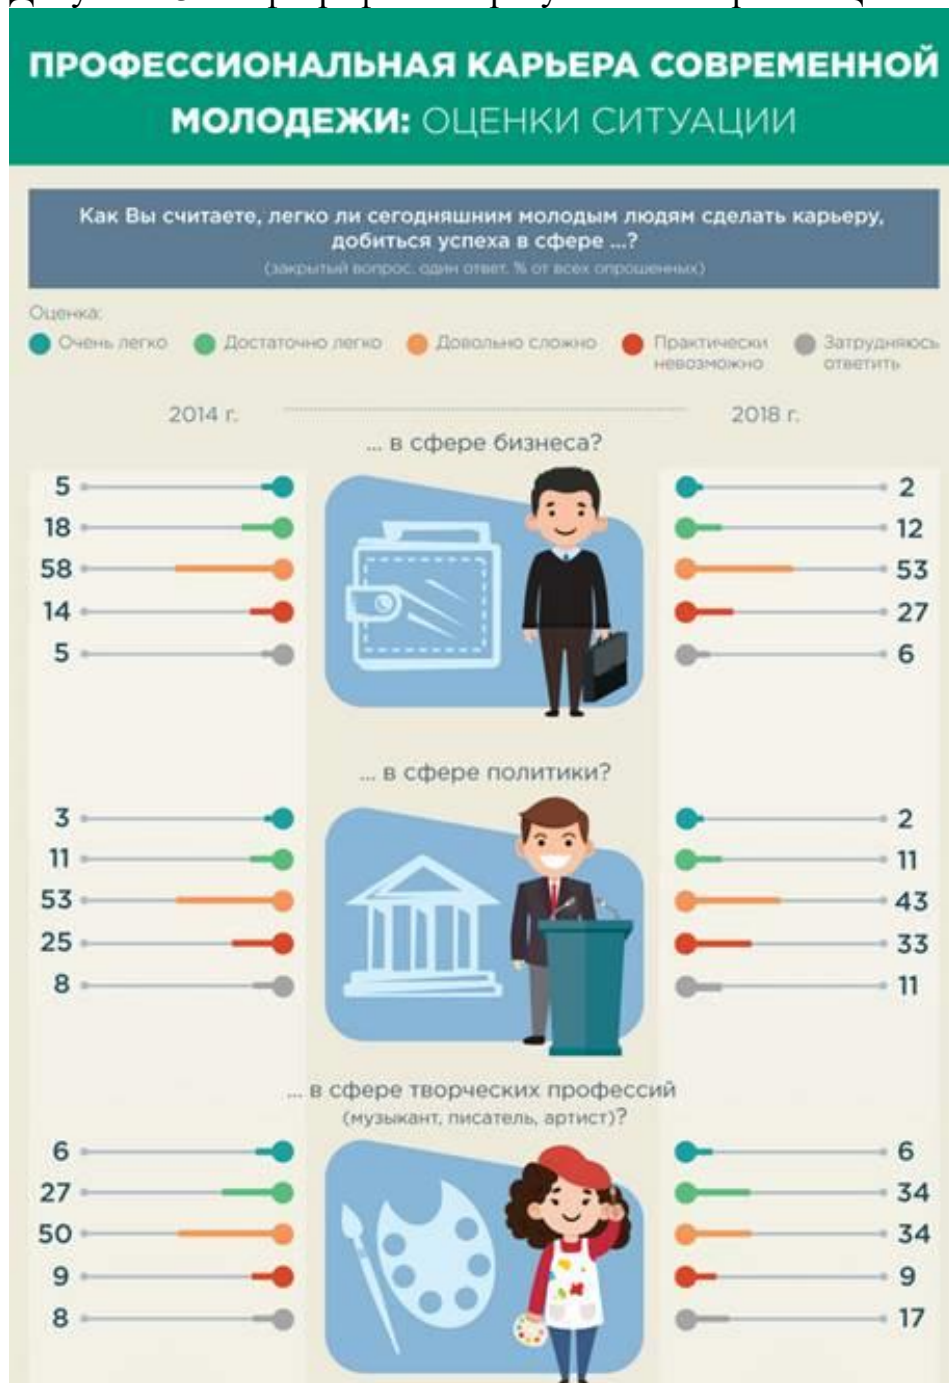 ПРОФЕССИОНАЛЬНАЯ КАРЬЕРА СОВРЕМЕННОЙ
МОЛОДЕЖИ: ОЦЕНКИ СИТУАЦИИ
Как Вы считаете, легко ли сегодняшним молодым людям сделать карьеру,
добиться успеха в сфере ...?
(закрытый вопрос, один ответ, % от всех опрошенных)
Оценка:
Очень легко
Достаточно легко
Довольно сложно
Практически
невозможно
Затрудняюсь
ответить
2014 г.
2018 г.
... в сфере бизнеса?
5 2
18 12
58 53
14 27
5 6
... в сфере политики?
3 2
11 11
53 43
25 33
8 11
... в сфере творческих профессий
(музыкант, писатель, артист)?
6 6
27 34
50 34
9 9
8 17